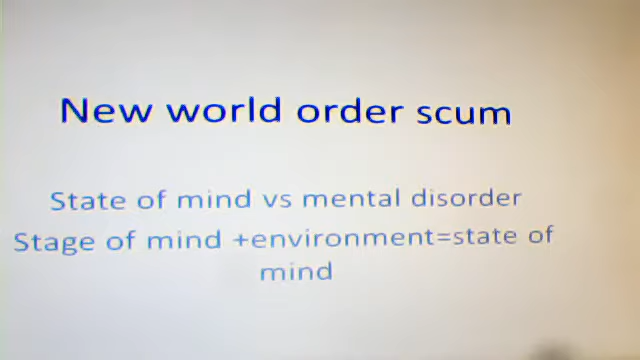 New world order scum
State of mind vs mental disorder
Stage of mind +environment=state of
mind